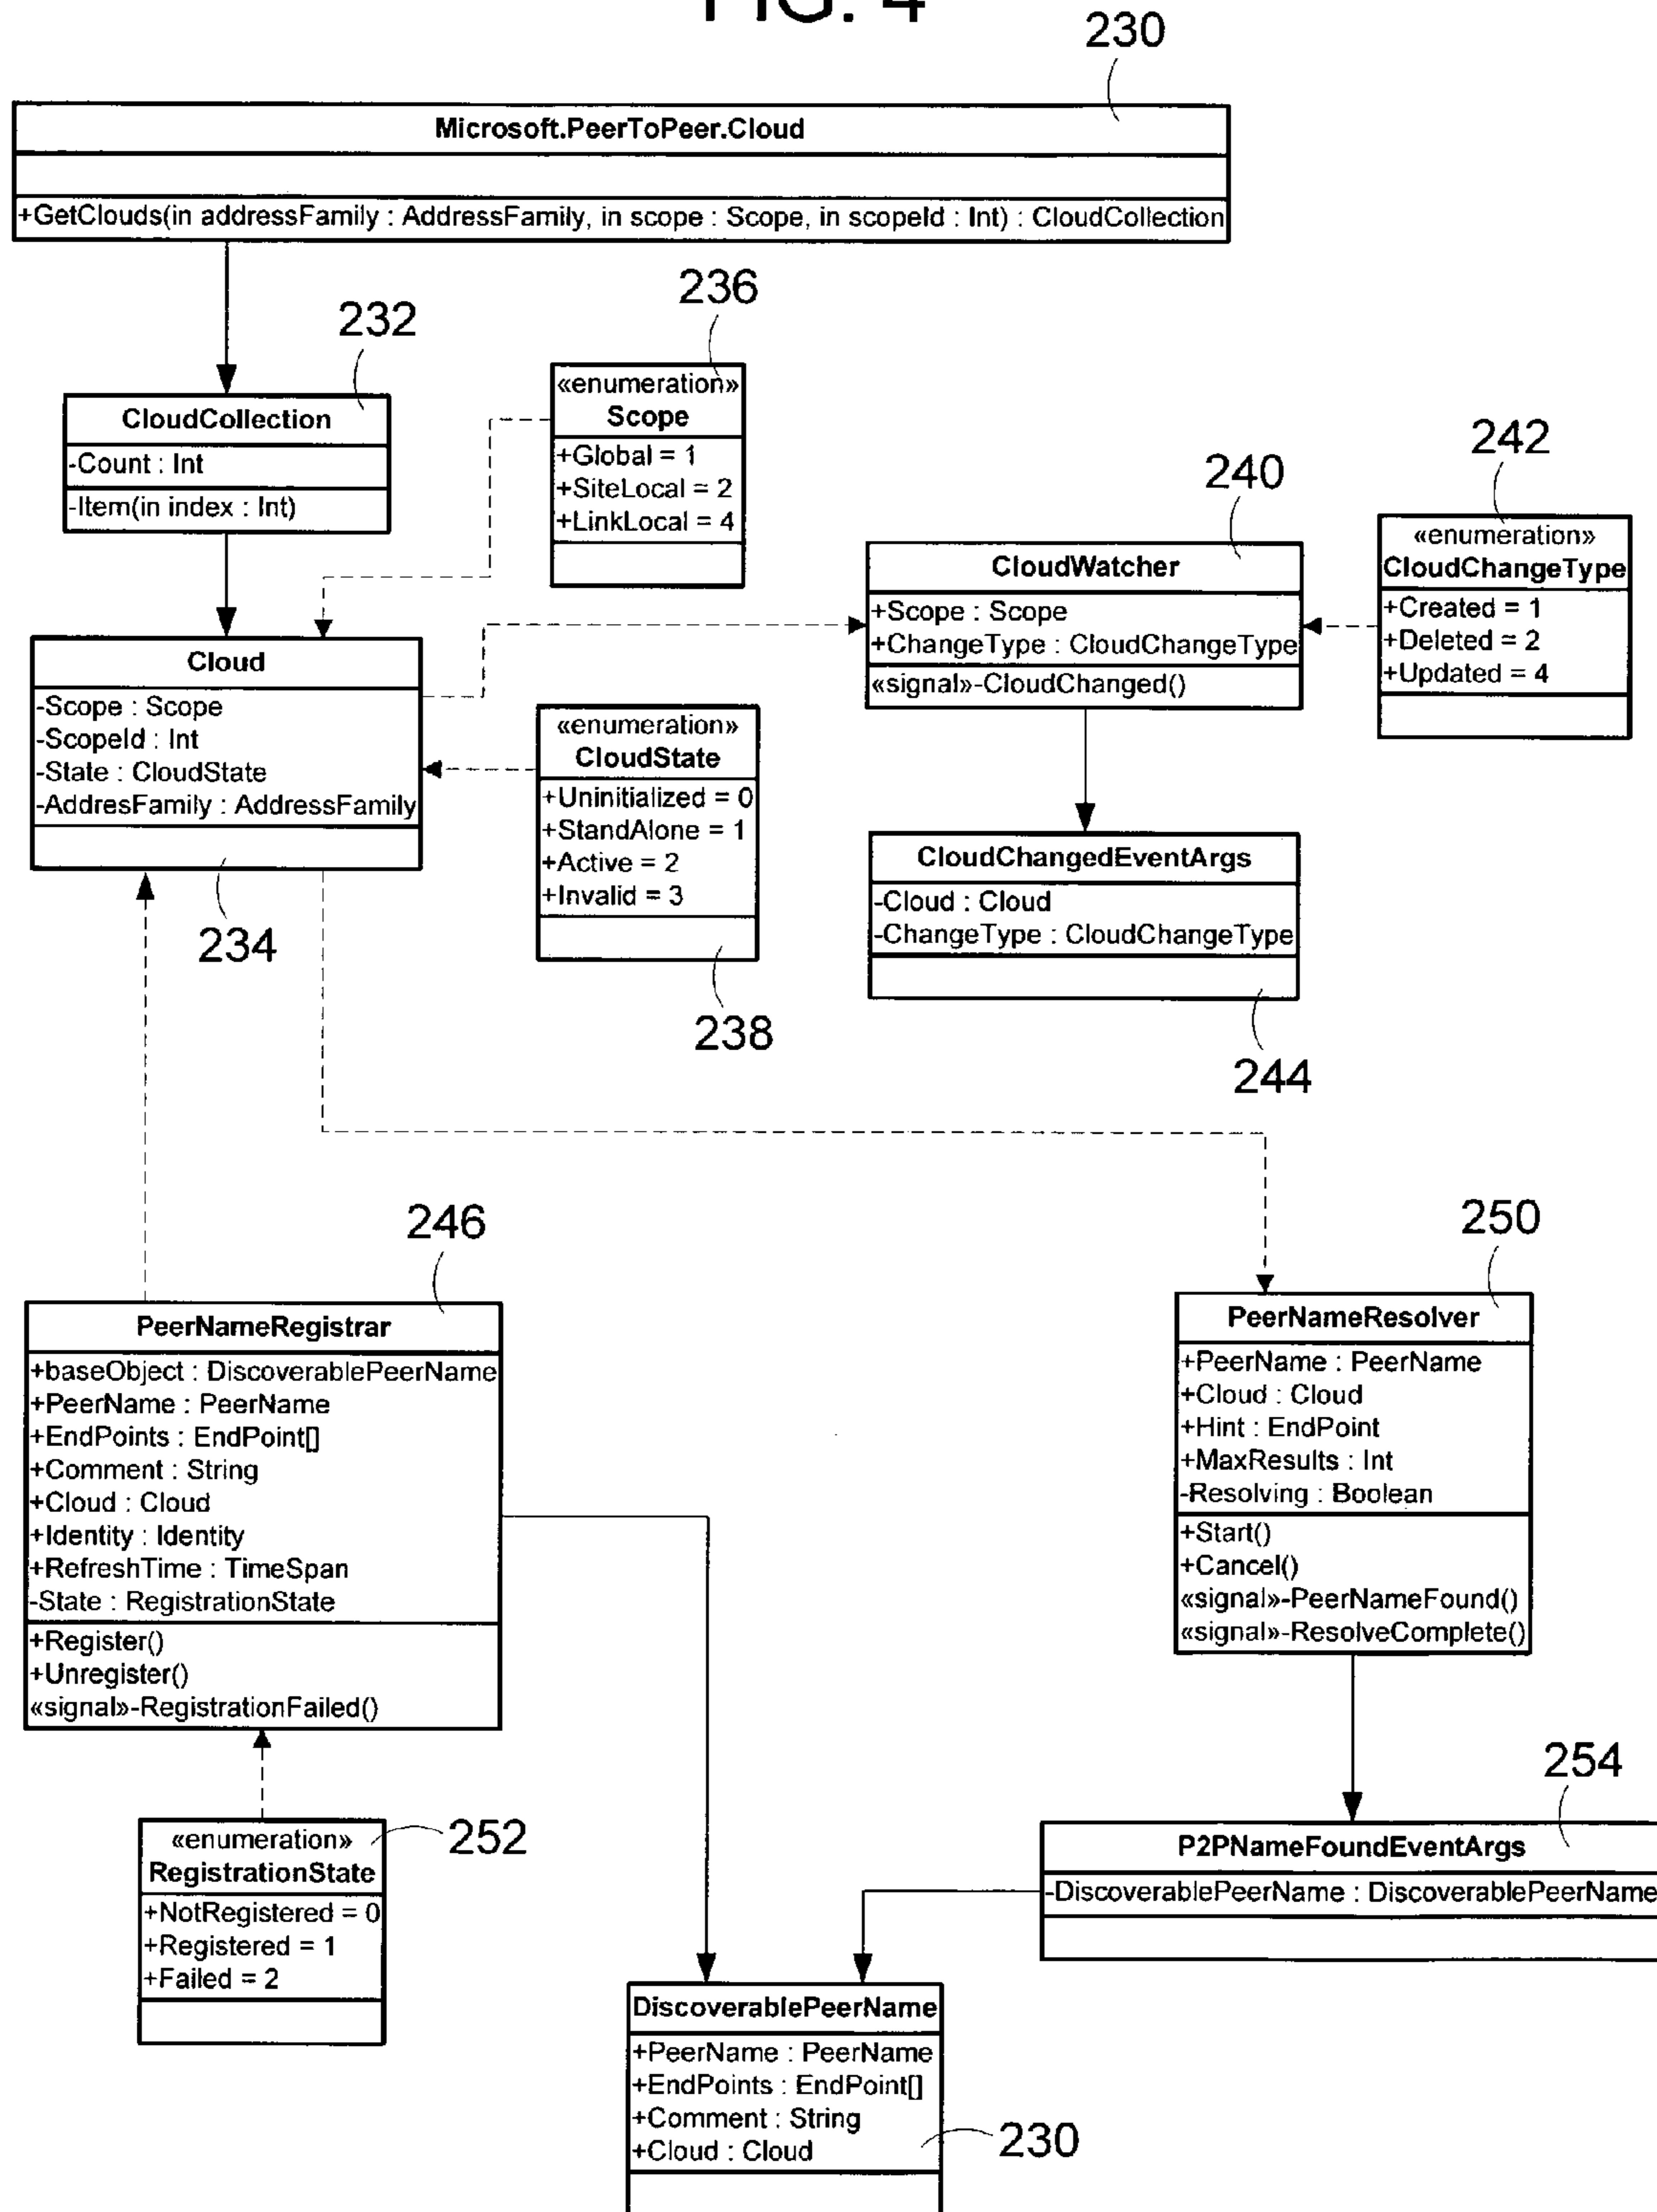 FIG. 4
230
Microsoft.PeerToPeer.Cloud
+GetClouds(in addressFamily : AddressFamily, in scope : Scope, in scopeId : Int) : CloudCollection
232
CloudCollection
-Count : Int
-Item(in index : Int)
236
«enumeration»
Scope
+Global = 1
+SiteLocal = 2
+LinkLocal = 4
240
CloudWatcher
+Scope : Scope
+ChangeType : CloudChangeType
«signal»-CloudChanged()
242
«enumeration»
CloudChangeType
+Created = 1
+Deleted = 2
+Updated = 4
Cloud
-Scope : Scope
-ScopeId : Int
-State : CloudState
-AddresFamily : AddressFamily
234
«enumeration»
CloudState
+Uninitialized = 0
+StandAlone = 1
+Active = 2
+Invalid = 3
238
CloudChangedEventArgs
-Cloud : Cloud
-ChangeType : CloudChangeType
244
246
PeerNameRegistrar
+baseObject : DiscoverablePeerName
+PeerName : PeerName
+EndPoints : EndPoint[]
+Comment : String
+Cloud : Cloud
+Identity : Identity
+RefreshTime : TimeSpan
-State : RegistrationState
+Register()
+Unregister()
«signal»-RegistrationFailed()
250
PeerNameResolver
+PeerName : PeerName
+Cloud : Cloud
+Hint : EndPoint
+MaxResults : Int
-Resolving : Boolean
+Start()
+Cancel()
«signal»-PeerNameFound()
«signal»-ResolveComplete()
252
«enumeration»
RegistrationState
+NotRegistered = 0
+Registered = 1
+Failed = 2
254
P2PNameFoundEventArgs
-DiscoverablePeerName : DiscoverablePeerName
DiscoverablePeerName
+PeerName : PeerName
+EndPoints : EndPoint[]
+Comment : String
+Cloud : Cloud
230